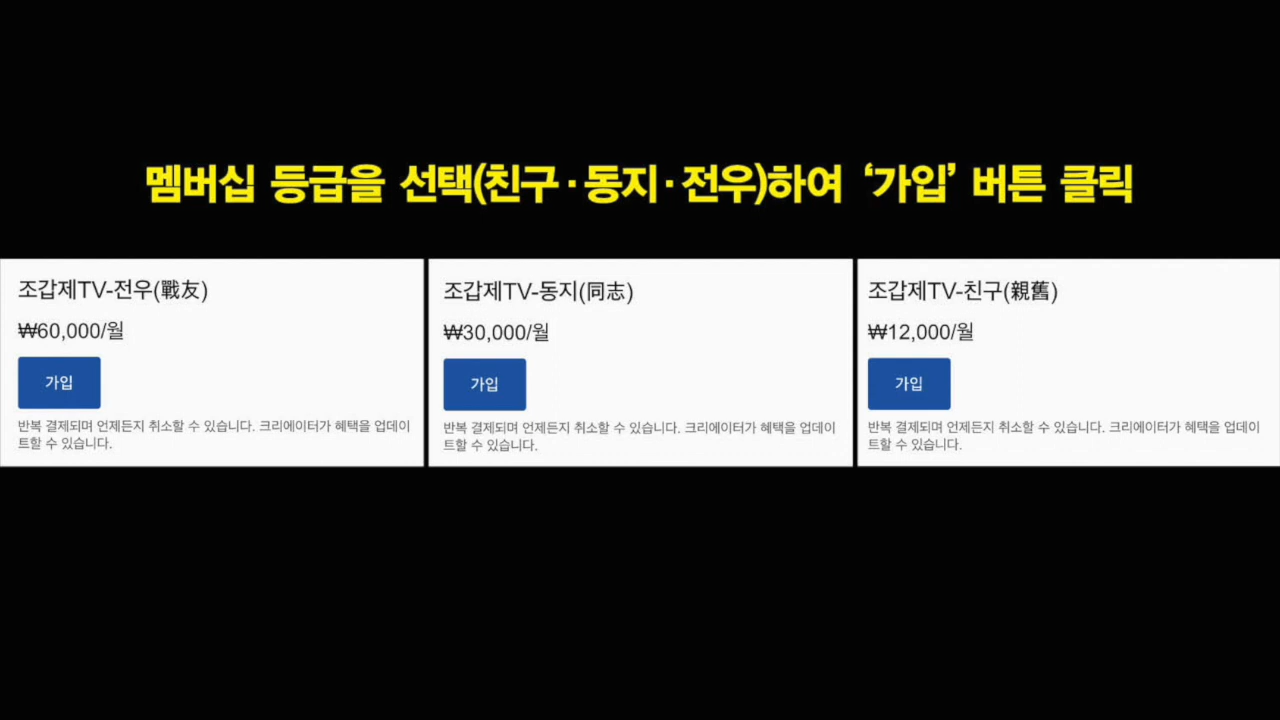 멤버십 등급을 선택(친구·동지·전우)하여 ‘가입’ 버튼 클릭
조갑제TV-전우(戰友)
₩60,000/월
가입
반복 결제되며 언제든지 취소할 수 있습니다. 크리에이터가 혜택을 업데이
트할 수 있습니다.
조갑제TV-동지(同志)
₩30,000/월
가입
반복 결제되며 언제든지 취소할 수 있습니다. 크리에이터가 혜택을 업데이
트할 수 있습니다.
조갑제TV-친구(親舊)
₩12,000/월
가입
반복 결제되며 언제든지 취소할 수 있습니다. 크리에이터가 혜택을 업데이
트할 수 있습니다.